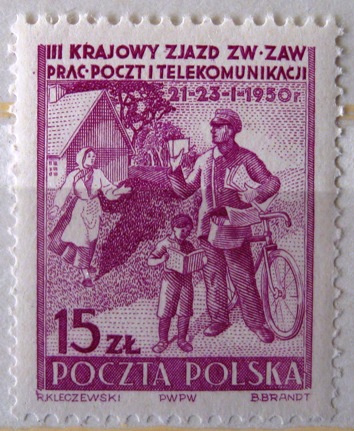 III KRAJOWY ZJAZD ZW·ZAW
PRAC·POCZT I TELEKOMUNIKACJI
21-23-I-1950r.
15 ZŁ
POCZTA POLSKA
R.KLECZEWSKI PWPW B.BRANDT